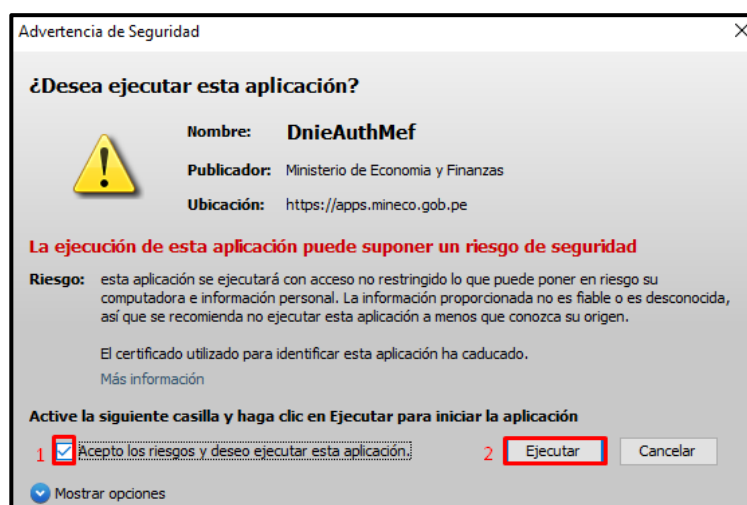 Advertencia de Seguridad
¿Desea ejecutar esta aplicación?
Nombre: DnieAuthMef
Publicador: Ministerio de Economia y Finanzas
Ubicación: https://apps.mineco.gob.pe
La ejecución de esta aplicación puede suponer un riesgo de seguridad
Riesgo: esta aplicación se ejecutará con acceso no restringido lo que puede poner en riesgo su
computadora e información personal. La información proporcionada no es fiable o es desconocida,
así que se recomienda no ejecutar esta aplicación a menos que conozca su origen.
El certificado utilizado para identificar esta aplicación ha caducado.
Más información
Active la siguiente casilla y haga clic en Ejecutar para iniciar la aplicación
1 Acepto los riesgos y deseo ejecutar esta aplicación. 2 Ejecutar Cancelar
Mostrar opciones